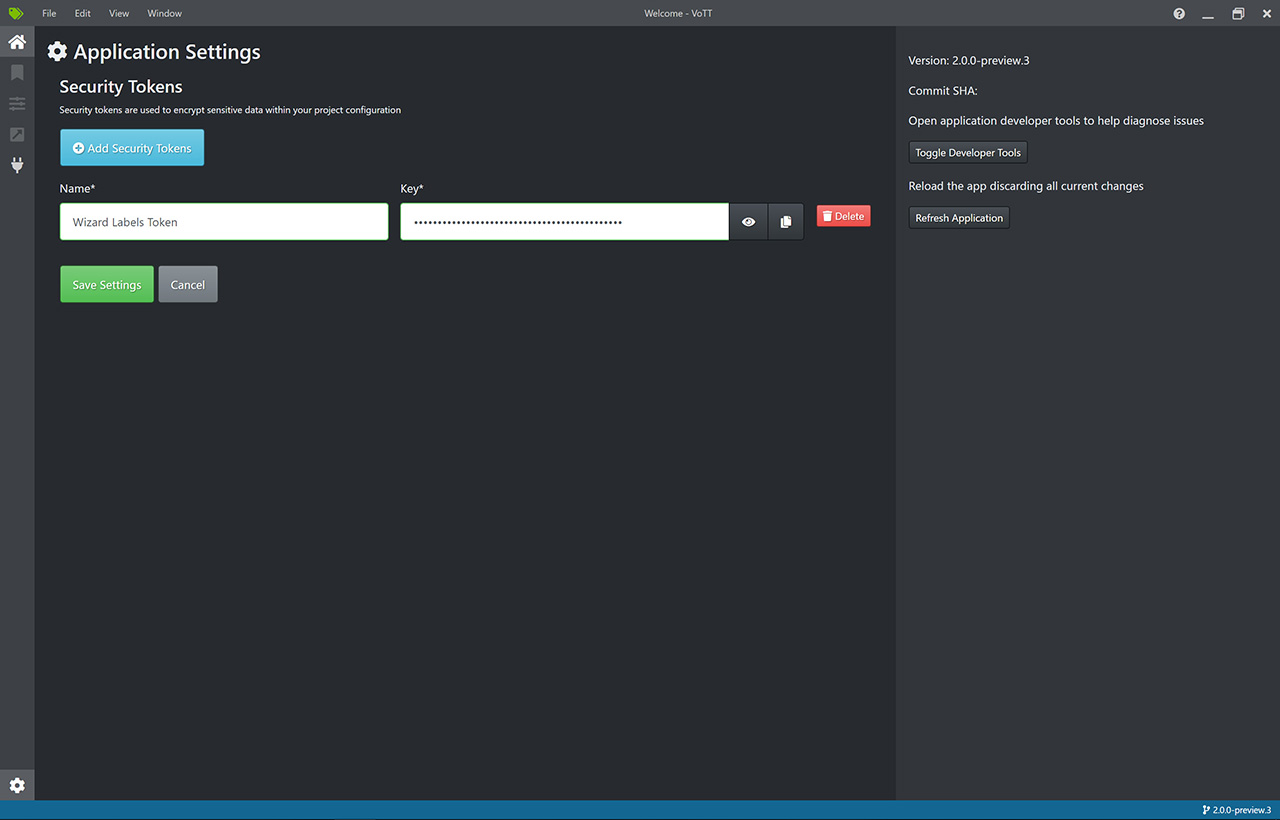 File Edit View Window Welcome - VoTT
Application Settings
Security Tokens
Security tokens are used to encrypt sensitive data within your project configuration
Add Security Tokens
Name* Key*
Wizard Labels Token •••••••••••••••••••••••••••••••••••••••••••• Delete
Save Settings Cancel
Version: 2.0.0-preview.3
Commit SHA:
Open application developer tools to help diagnose issues
Toggle Developer Tools
Reload the app discarding all current changes
Refresh Application
2.0.0-preview.3